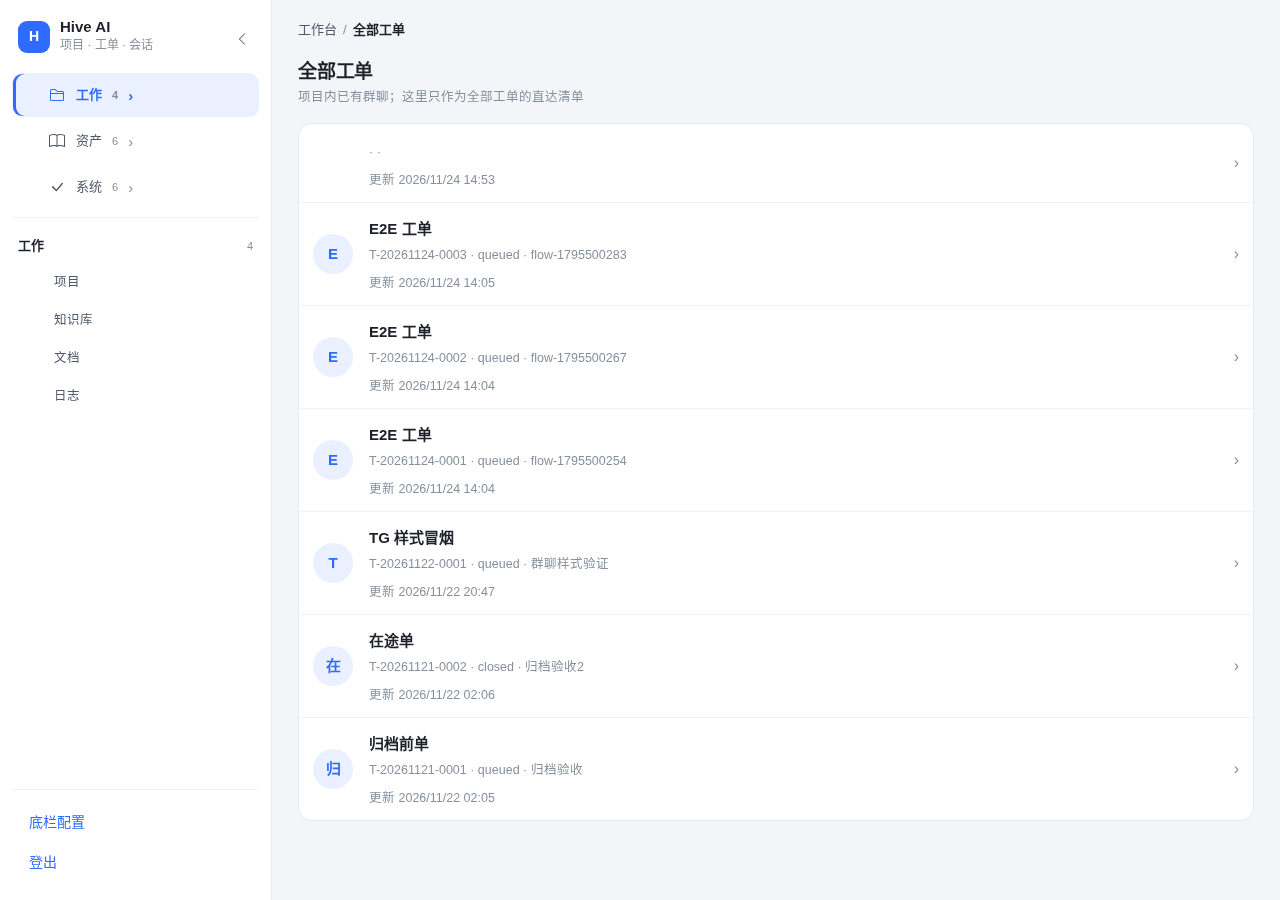 H
Hive AI
项目 · 工单 · 会话
工作 4 ›
资产 6 ›
系统 6 ›
工作 4
项目
知识库
文档
日志
底栏配置
登出
工作台 / 全部工单
全部工单
项目内已有群聊；这里只作为全部工单的直达清单
· ·
更新 2026/11/24 14:53
›
E
E2E 工单
T-20261124-0003 · queued · flow-1795500283
更新 2026/11/24 14:05
›
E
E2E 工单
T-20261124-0002 · queued · flow-1795500267
更新 2026/11/24 14:04
›
E
E2E 工单
T-20261124-0001 · queued · flow-1795500254
更新 2026/11/24 14:04
›
T
TG 样式冒烟
T-20261122-0001 · queued · 群聊样式验证
更新 2026/11/22 20:47
›
在
在途单
T-20261121-0002 · closed · 归档验收2
更新 2026/11/22 02:06
›
归
归档前单
T-20261121-0001 · queued · 归档验收
更新 2026/11/22 02:05
›